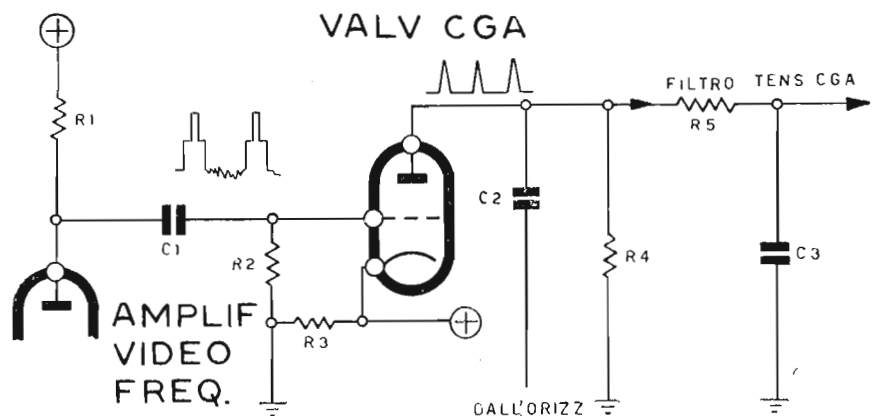 VALV CGA
FILTRO TENS CGA
R1
R5
C1
C2
R2
R4
C3
R3
AMPLIF
VIDEO
FREQ.
DALL'ORIZZ